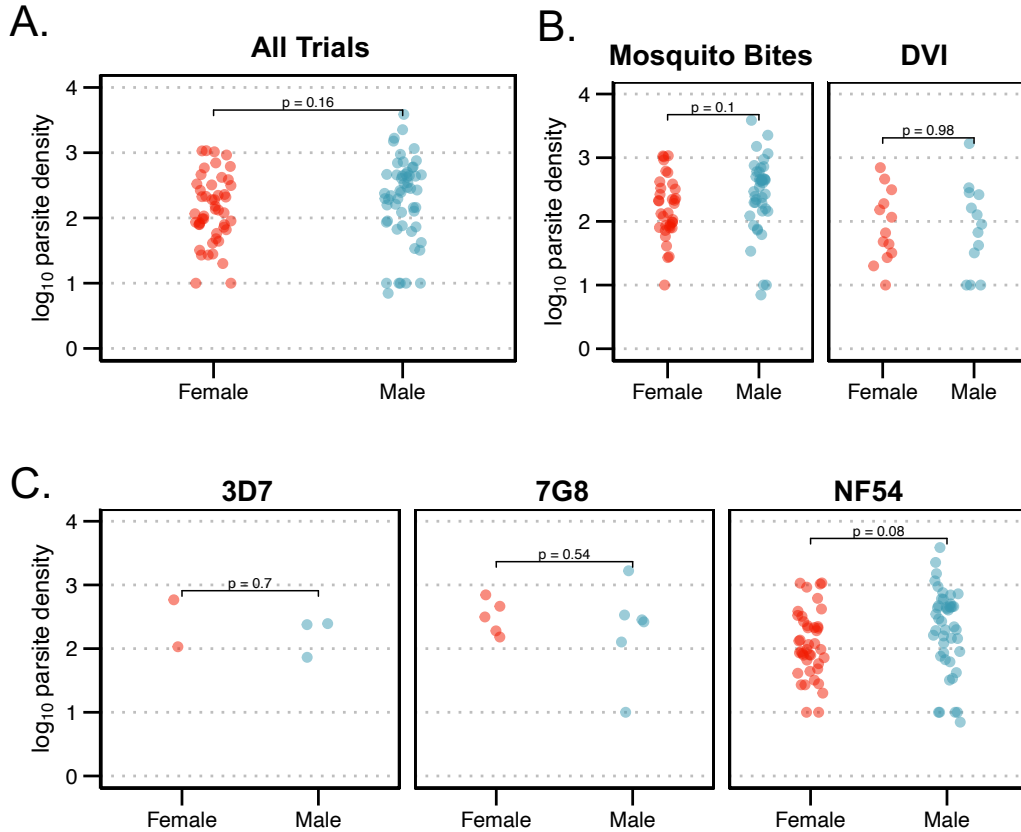 A.
All Trials
log10 parsite density
4
3
2
1
0
p = 0.16
Female Male
B.
Mosquito Bites
DVI
log10 parsite density
4
3
2
1
0
p = 0.1
p = 0.98
Female Male
Female Male
C.
3D7
7G8
NF54
log10 parsite density
4
3
2
1
0
p = 0.7
p = 0.54
p = 0.08
Female Male
Female Male
Female Male